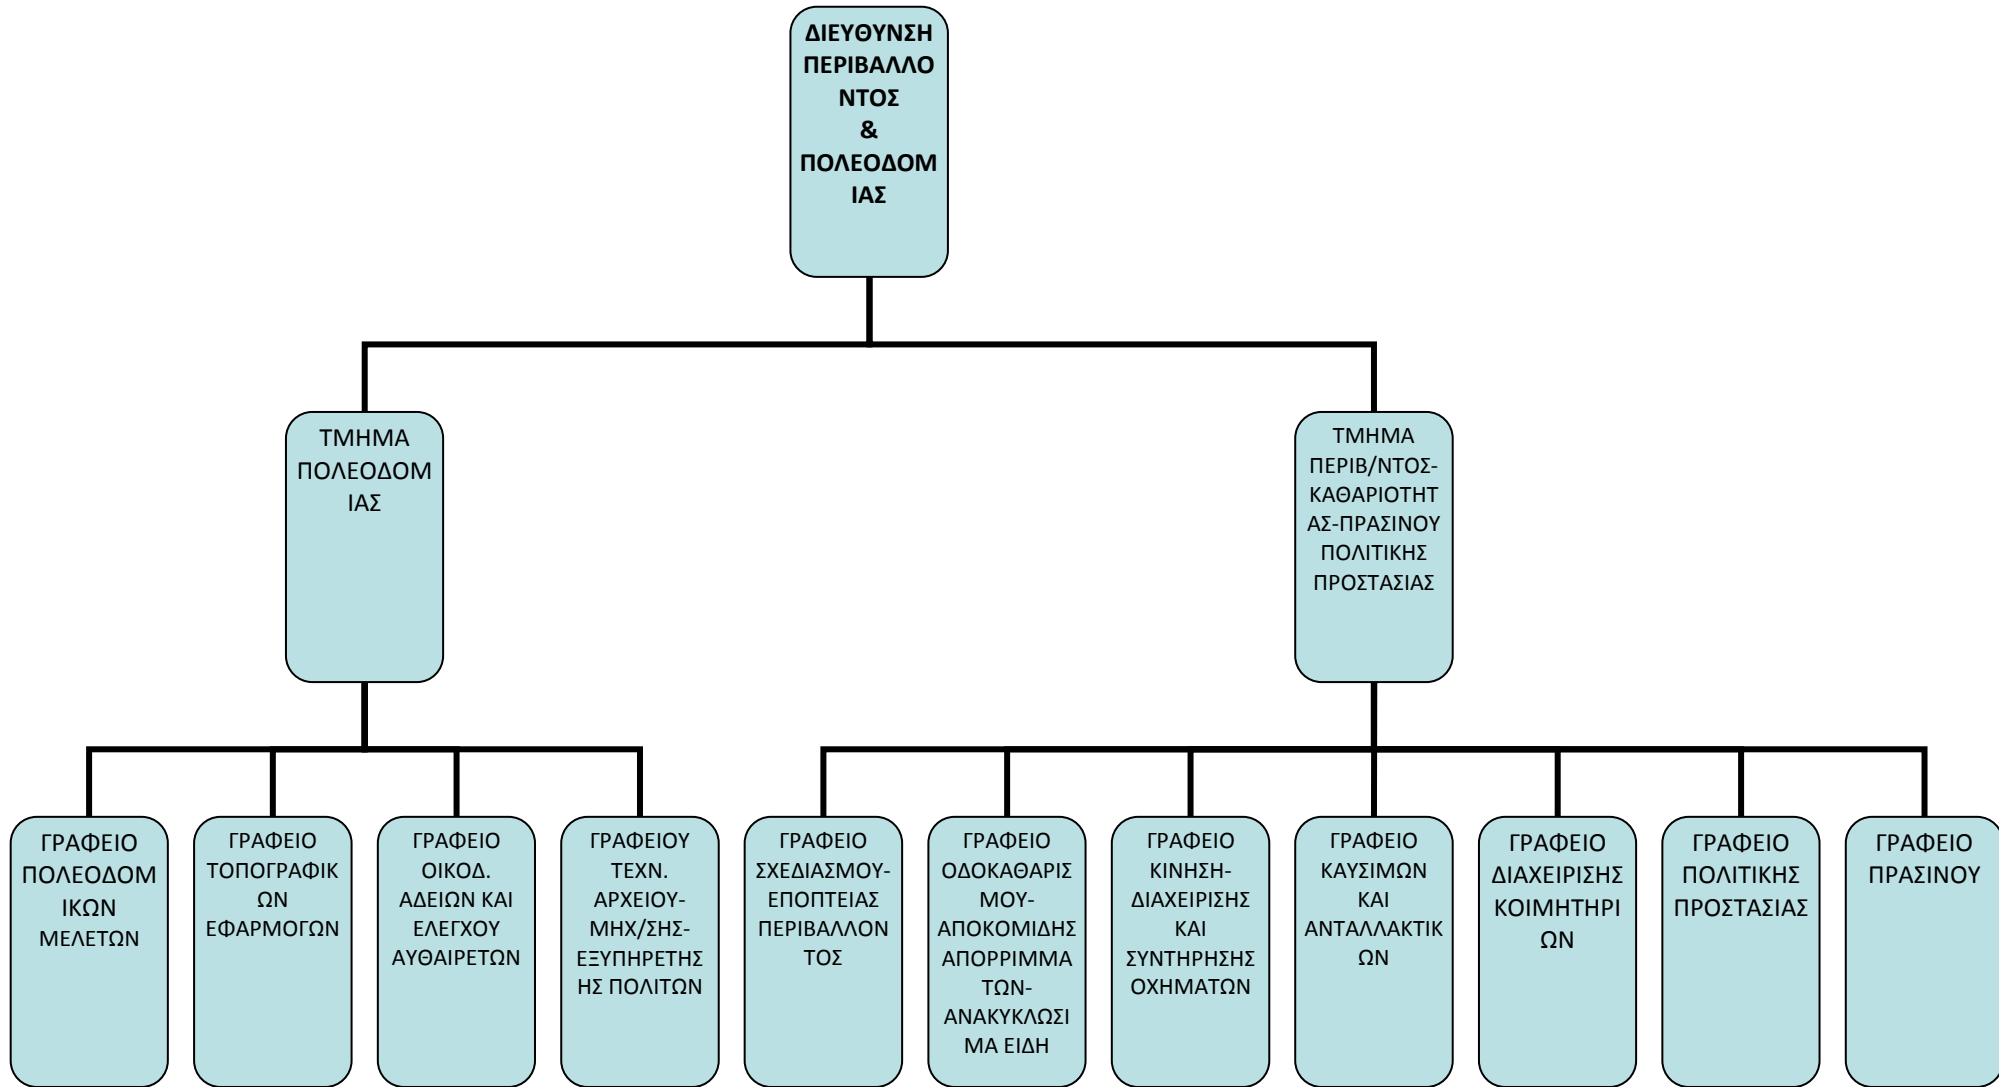 ΔΙΕΥΘΥΝΣΗ
ΠΕΡΙΒΑΛΛΟ
ΝΤΟΣ
&
ΠΟΛΕΟΔΟΜ
ΙΑΣ
ΤΜΗΜΑ
ΠΟΛΕΟΔΟΜ
ΙΑΣ
ΤΜΗΜΑ
ΠΕΡΙΒ/ΝΤΟΣ-
ΚΑΘΑΡΙΟΤΗΤ
ΑΣ-ΠΡΑΣΙΝΟΥ
ΠΟΛΙΤΙΚΗΣ
ΠΡΟΣΤΑΣΙΑΣ
ΓΡΑΦΕΙΟ
ΠΟΛΕΟΔΟΜ
ΙΚΩΝ
ΜΕΛΕΤΩΝ
ΓΡΑΦΕΙΟ
ΤΟΠΟΓΡΑΦΙΚ
ΩΝ
ΕΦΑΡΜΟΓΩΝ
ΓΡΑΦΕΙΟ
ΟΙΚΟΔ.
ΑΔΕΙΩΝ ΚΑΙ
ΕΛΕΓΧΟΥ
ΑΥΘΑΙΡΕΤΩΝ
ΓΡΑΦΕΙΟΥ
ΤΕΧΝ.
ΑΡΧΕΙΟΥ-
ΜΗΧ/ΣΗΣ-
ΕΞΥΠΗΡΕΤΗΣ
ΗΣ ΠΟΛΙΤΩΝ
ΓΡΑΦΕΙΟ
ΣΧΕΔΙΑΣΜΟΥ-
ΕΠΟΠΤΕΙΑΣ
ΠΕΡΙΒΑΛΛΟΝ
ΤΟΣ
ΓΡΑΦΕΙΟ
ΟΔΟΚΑΘΑΡΙΣ
ΜΟΥ-
ΑΠΟΚΟΜΙΔΗΣ
ΑΠΟΡΡΙΜΜΑ
ΤΩΝ-
ΑΝΑΚΥΚΛΩΣΙ
ΜΑ ΕΙΔΗ
ΓΡΑΦΕΙΟ
ΚΙΝΗΣΗ-
ΔΙΑΧΕΙΡΙΣΗΣ
ΚΑΙ
ΣΥΝΤΗΡΗΣΗΣ
ΟΧΗΜΑΤΩΝ
ΓΡΑΦΕΙΟ
ΚΑΥΣΙΜΩΝ
ΚΑΙ
ΑΝΤΑΛΛΑΚΤΙΚ
ΩΝ
ΓΡΑΦΕΙΟ
ΔΙΑΧΕΙΡΙΣΗΣ
ΚΟΙΜΗΤΗΡΙ
ΩΝ
ΓΡΑΦΕΙΟ
ΠΟΛΙΤΙΚΗΣ
ΠΡΟΣΤΑΣΙΑΣ
ΓΡΑΦΕΙΟ
ΠΡΑΣΙΝΟΥ